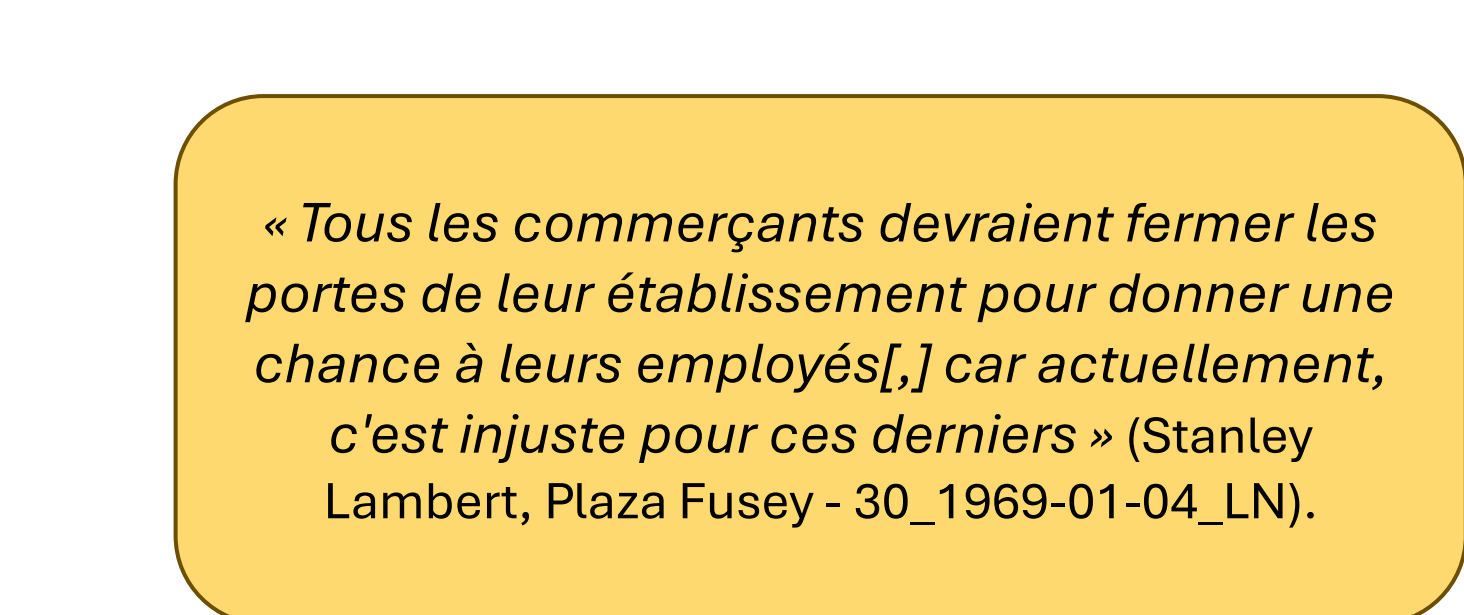 « Tous les commerçants devraient fermer les
portes de leur établissement pour donner une
chance à leurs employés[,] car actuellement,
c'est injuste pour ces derniers » (Stanley
Lambert, Plaza Fusey - 30_1969-01-04_LN).